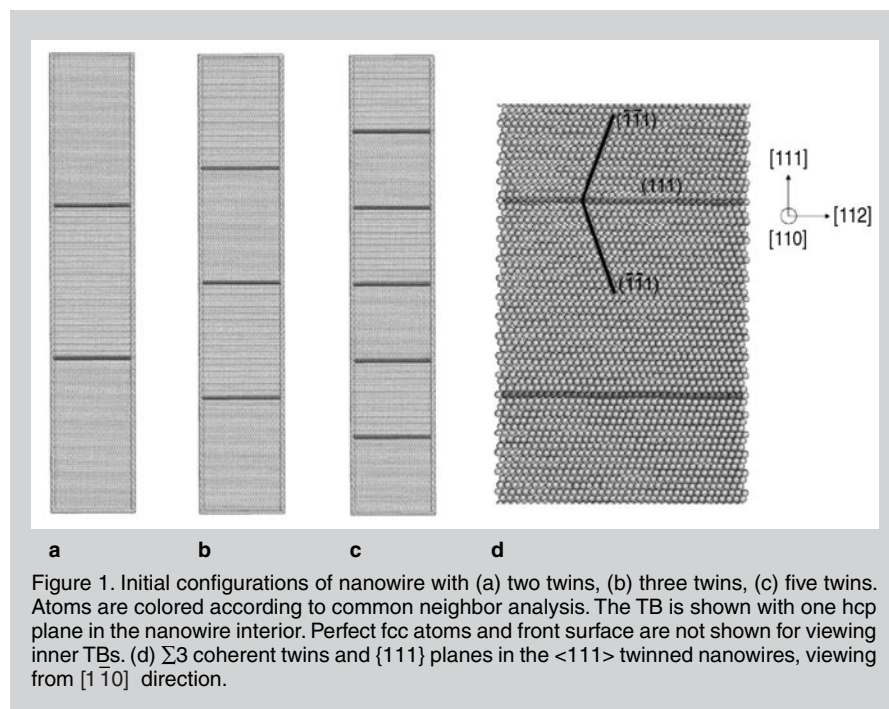 (1̄1̄1)
(111)
(1̄1̄1)
[111]
[112]
[110]
a b c d
Figure 1. Initial configurations of nanowire with (a) two twins, (b) three twins, (c) five twins.
Atoms are colored according to common neighbor analysis. The TB is shown with one hcp
plane in the nanowire interior. Perfect fcc atoms and front surface are not shown for viewing
inner TBs. (d) ∑3 coherent twins and {111} planes in the <111> twinned nanowires, viewing
from [11̄0] direction.